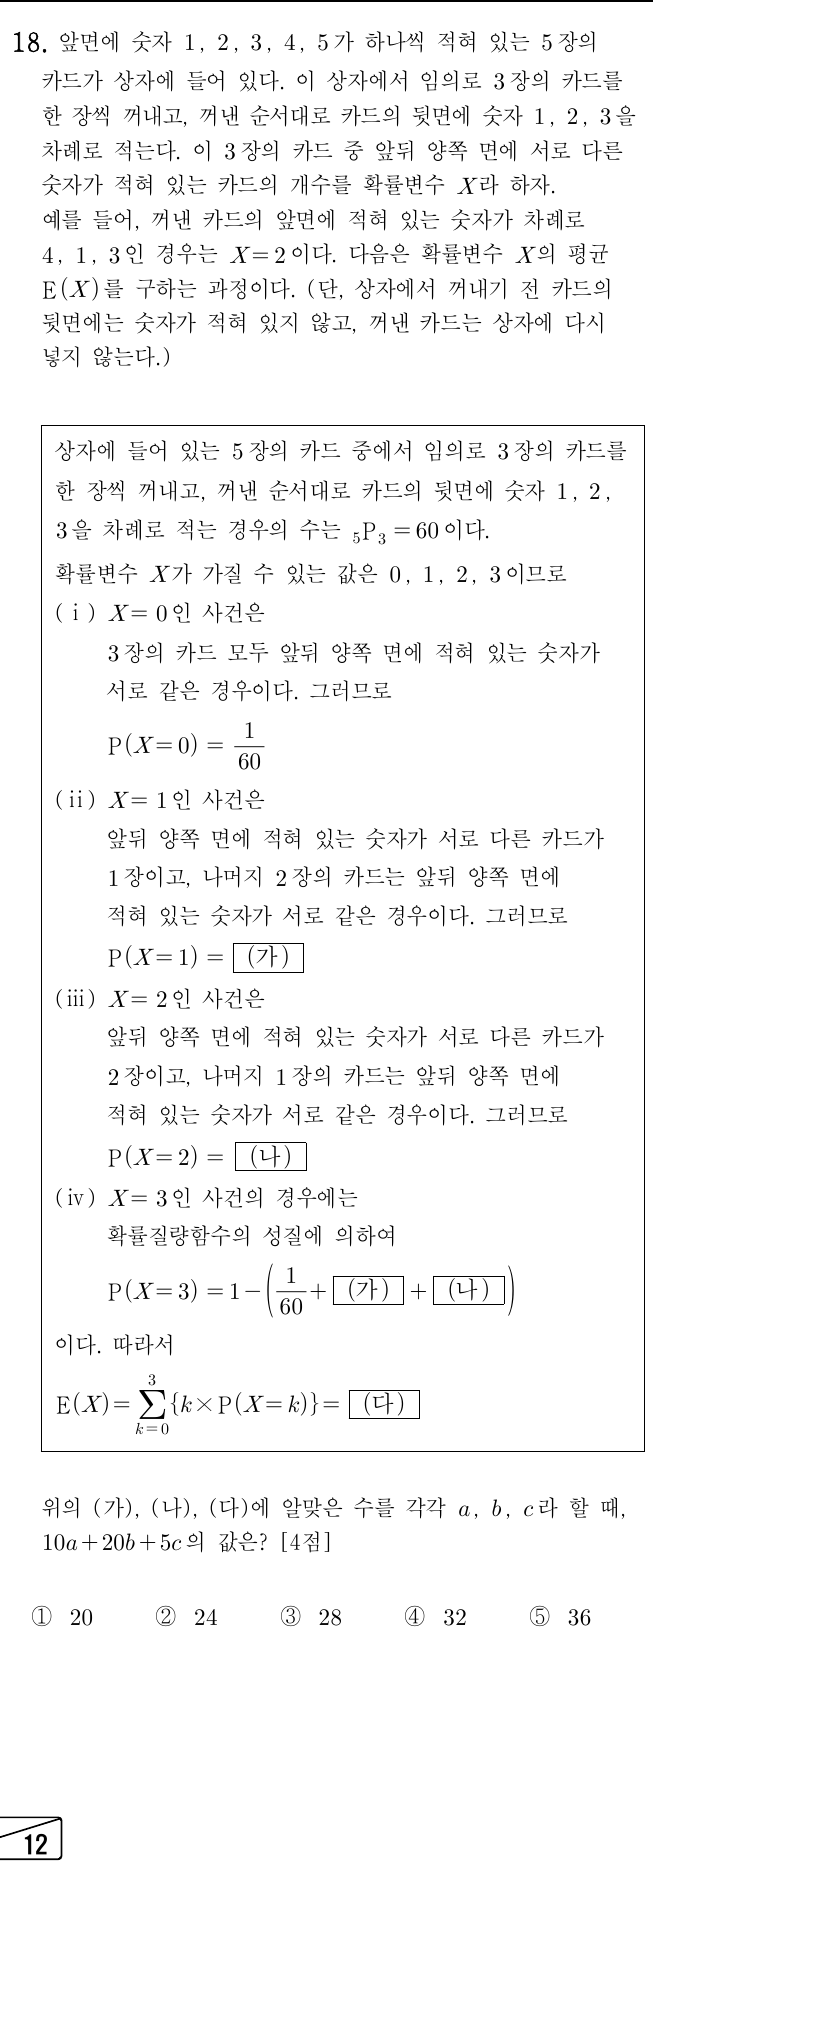 18. 앞면에 숫자 1, 2, 3, 4, 5가 하나씩 적혀 있는 5장의
카드가 상자에 들어 있다. 이 상자에서 임의로 3장의 카드를
한 장씩 꺼내고, 꺼낸 순서대로 카드의 뒷면에 숫자 1, 2, 3을
차례로 적는다. 이 3장의 카드 중 앞뒤 양쪽 면에 서로 다른
숫자가 적혀 있는 카드의 개수를 확률변수 X라 하자.
예를 들어, 꺼낸 카드의 앞면에 적혀 있는 숫자가 차례로
4, 1, 3인 경우는 X=2이다. 다음은 확률변수 X의 평균
E(X)를 구하는 과정이다. (단, 상자에서 꺼내기 전 카드의
뒷면에는 숫자가 적혀 있지 않고, 꺼낸 카드는 상자에 다시
넣지 않는다.)
상자에 들어 있는 5장의 카드 중에서 임의로 3장의 카드를
한 장씩 꺼내고, 꺼낸 순서대로 카드의 뒷면에 숫자 1, 2,
3을 차례로 적는 경우의 수는 ₅P₃=60이다.
확률변수 X가 가질 수 있는 값은 0, 1, 2, 3이므로
(ⅰ) X=0인 사건은
3장의 카드 모두 앞뒤 양쪽 면에 적혀 있는 숫자가
서로 같은 경우이다. 그러므로
P(X=0) = 1/60
(ⅱ) X=1인 사건은
앞뒤 양쪽 면에 적혀 있는 숫자가 서로 다른 카드가
1장이고, 나머지 2장의 카드는 앞뒤 양쪽 면에
적혀 있는 숫자가 서로 같은 경우이다. 그러므로
P(X=1) = (가)
(ⅲ) X=2인 사건은
앞뒤 양쪽 면에 적혀 있는 숫자가 서로 다른 카드가
2장이고, 나머지 1장의 카드는 앞뒤 양쪽 면에
적혀 있는 숫자가 서로 같은 경우이다. 그러므로
P(X=2) = (나)
(ⅳ) X=3인 사건의 경우에는
확률질량함수의 성질에 의하여
P(X=3) = 1-(1/60+(가)+(나))
이다. 따라서
E(X)=∑_{k=0}^{3}{k×P(X=k)}= (다)
위의 (가), (나), (다)에 알맞은 수를 각각 a, b, c라 할 때,
10a+20b+5c의 값은? [4점]
① 20 ② 24 ③ 28 ④ 32 ⑤ 36
12